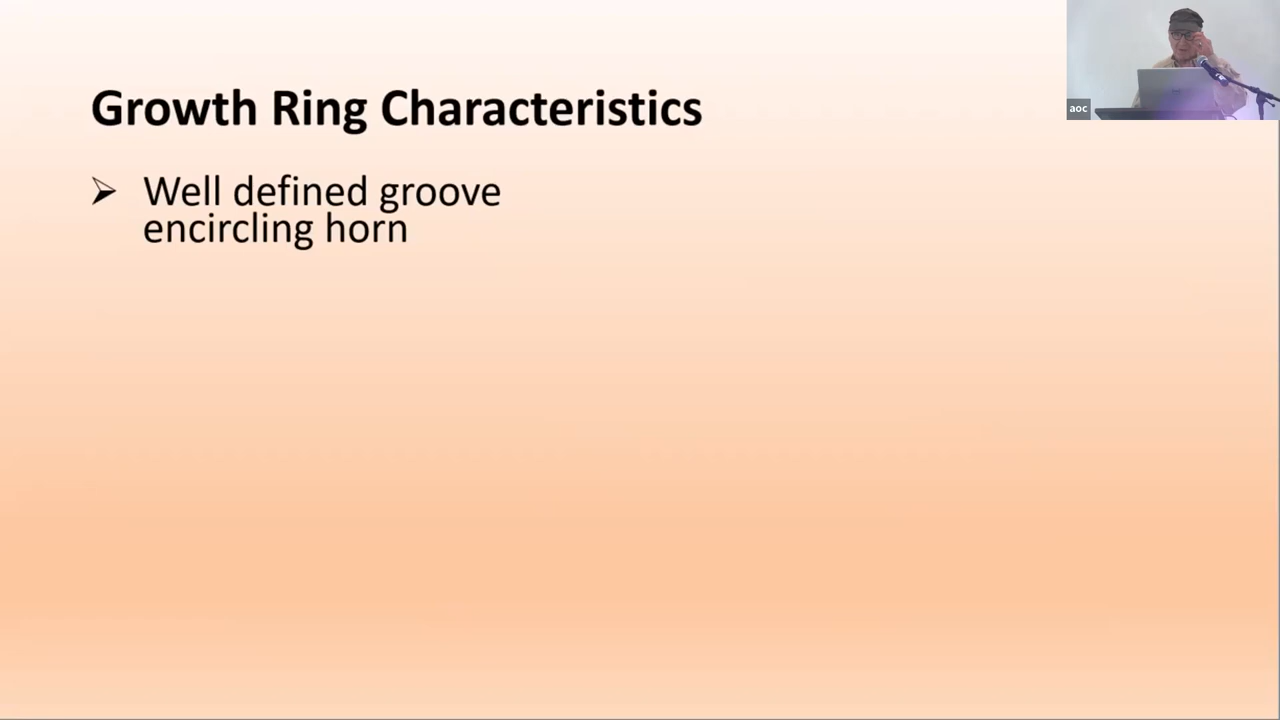 Growth Ring Characteristics
Well defined groove
encircling horn
aoc